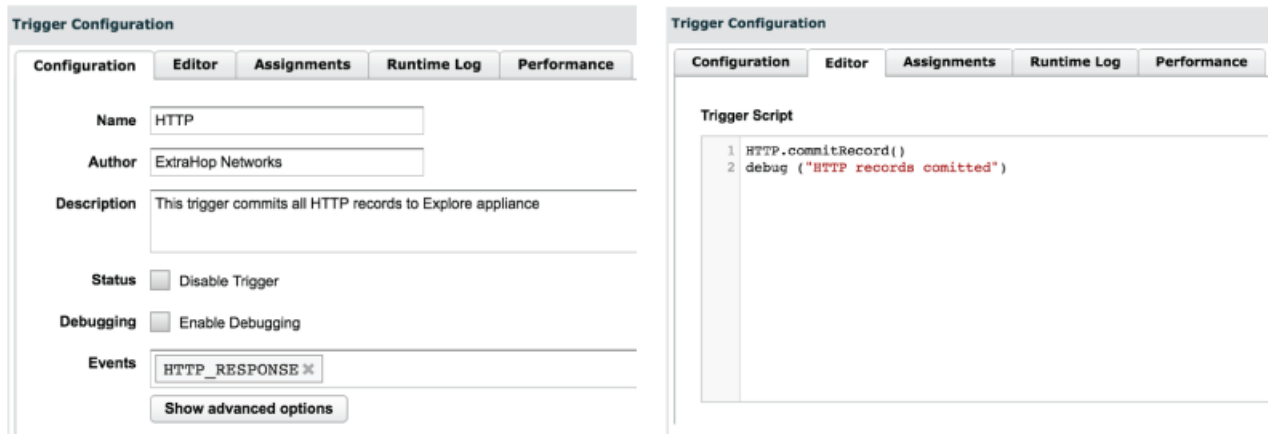 Trigger Configuration
Configuration Editor Assignments Runtime Log Performance
Name HTTP
Author ExtraHop Networks
Description This trigger commits all HTTP records to Explore appliance
Status Disable Trigger
Debugging Enable Debugging
Events HTTP_RESPONSE ×
Show advanced options
Trigger Configuration
Configuration Editor Assignments Runtime Log Performance
Trigger Script
1 HTTP.commitRecord()
2 debug ("HTTP records comitted")